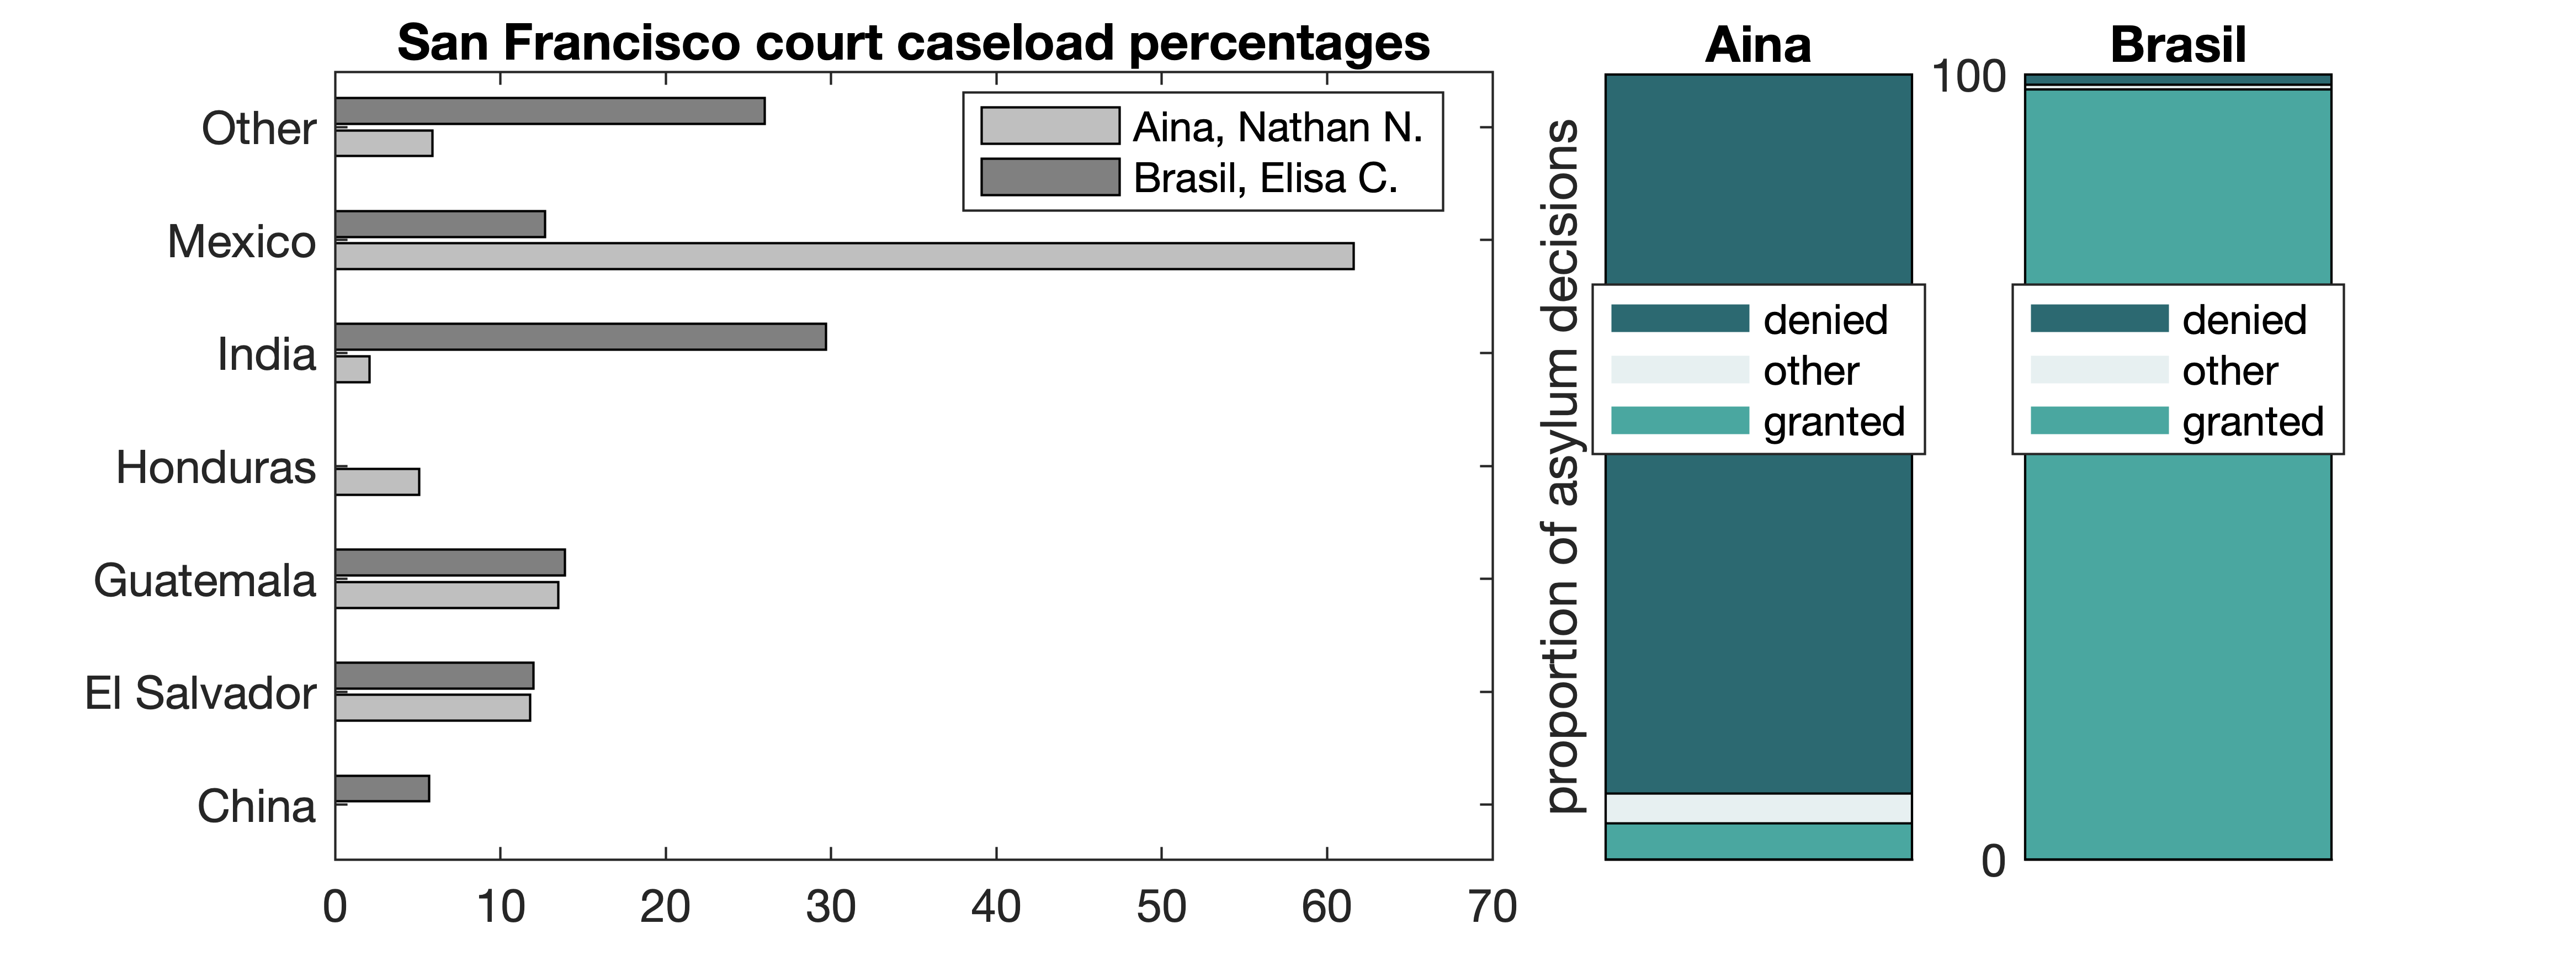 San Francisco court caseload percentages
Other
Mexico
India
Honduras
Guatemala
El Salvador
China
0 10 20 30 40 50 60 70
Aina, Nathan N.
Brasil, Elisa C.
proportion of asylum decisions
Aina
denied
other
granted
Brasil
100
0
denied
other
granted